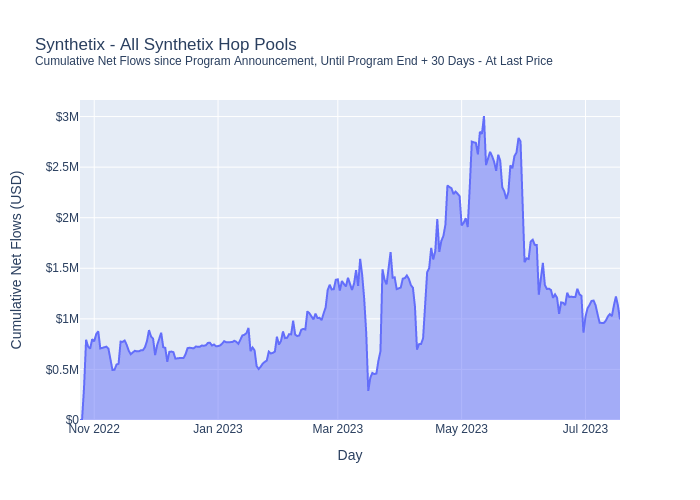 Synthetix - All Synthetix Hop Pools
Cumulative Net Flows since Program Announcement, Until Program End + 30 Days - At Last Price
Cumulative Net Flows (USD)
$3M
$2.5M
$2M
$1.5M
$1M
$0.5M
$0
Nov 2022
Jan 2023
Mar 2023
May 2023
Jul 2023
Day